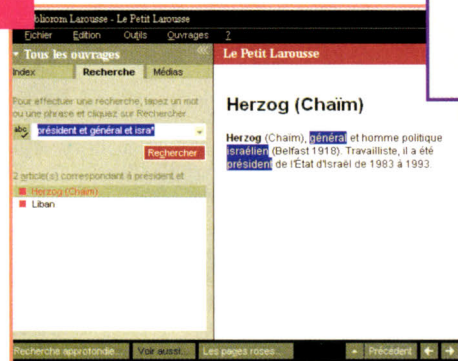 Bibliorom Larousse - Le Petit Larousse
Fichier Edition Outils Ouvrages ?
Tous les ouvrages
Index Recherche Médias
Pour effectuer une recherche, tapez un mot
ou une phrase et cliquez sur Rechercher
abc président et général et isra*
Rechercher
2 article(s) correspondant à président et
Herzog (Chaïm)
Liban
Recherche approfondie... Voir aussi... Les pages roses...
Le Petit Larousse
Herzog (Chaïm)
Herzog (Chaïm), général et homme politique
israélien (Belfast 1918). Travailliste, il a été
président de l'État d'Israël de 1983 à 1993.
Précédent